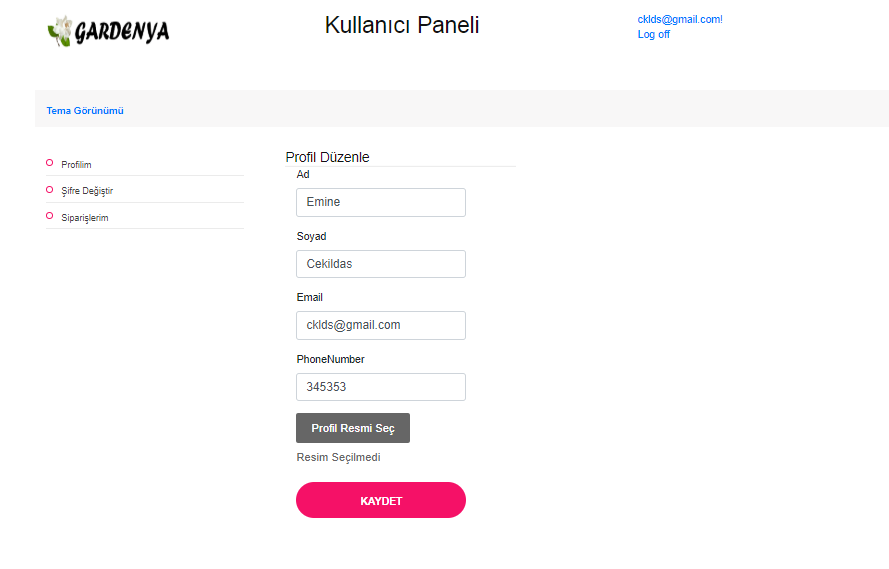 GARDENYA
Kullanıcı Paneli
cklds@gmail.com!
Log off
Tema Görünümü
Profilim
Şifre Değiştir
Siparişlerim
Profil Düzenle
Ad
Emine
Soyad
Cekildas
Email
cklds@gmail.com
PhoneNumber
345353
Profil Resmi Seç
Resim Seçilmedi
KAYDET